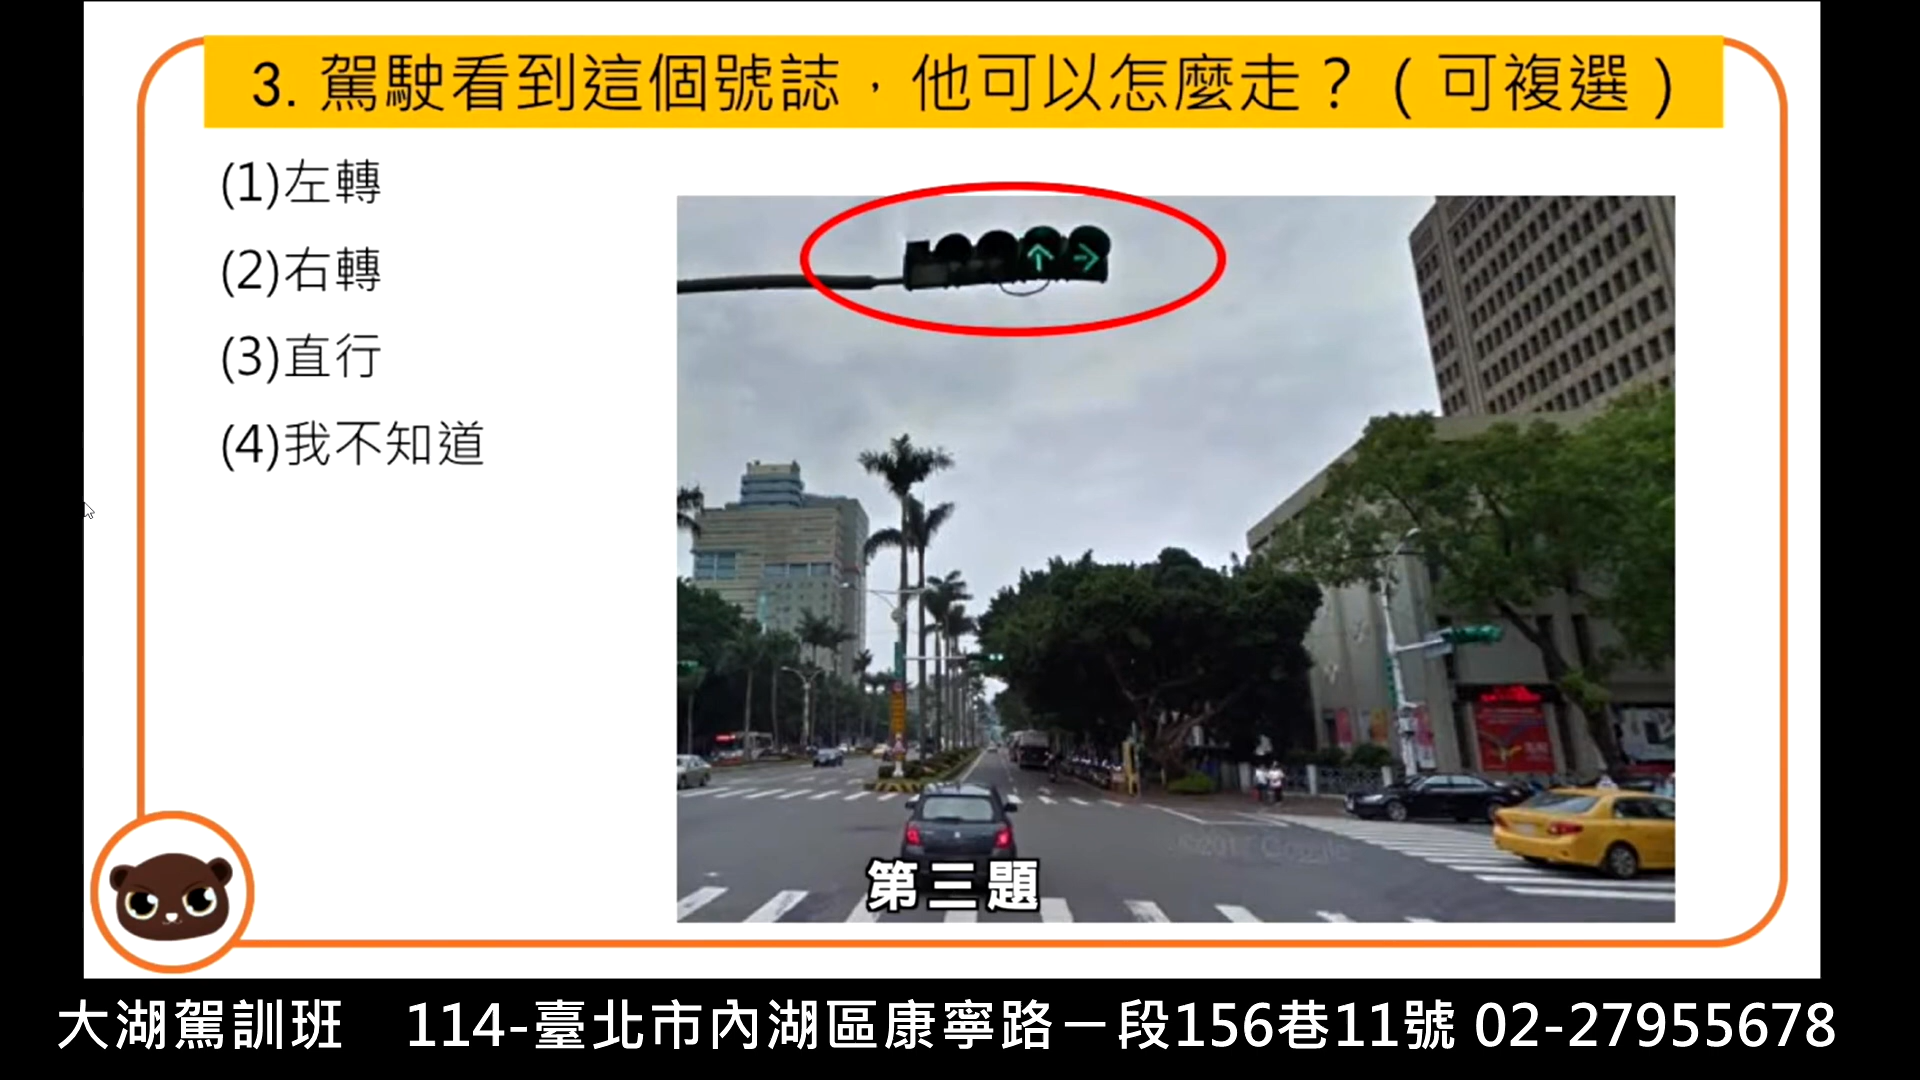 3. 駕駛看到這個號誌，他可以怎麼走？（可複選）
(1)左轉
(2)右轉
(3)直行
(4)我不知道
第三題
大湖駕訓班 114-臺北市內湖區康寧路一段156巷11號 02-27955678